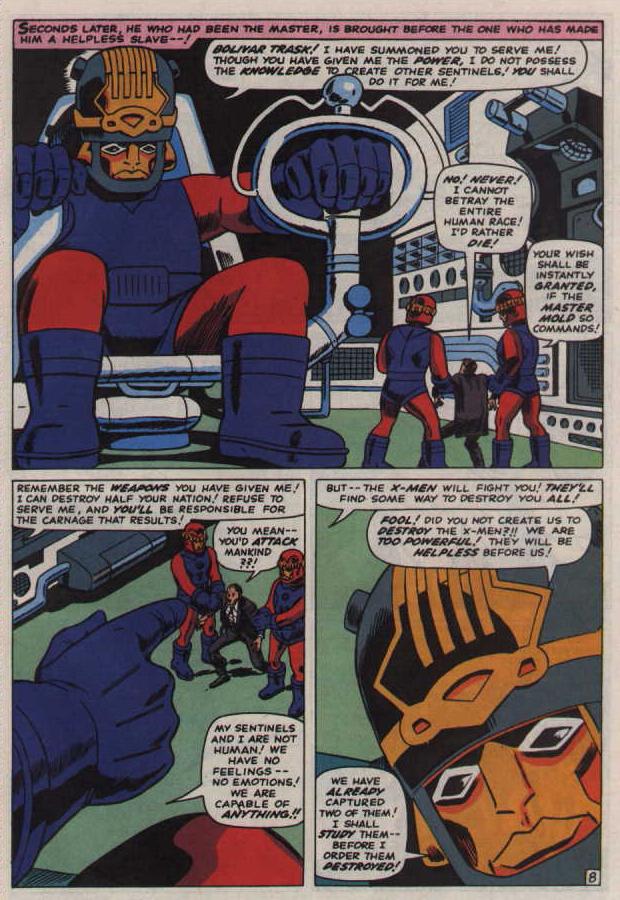 SECONDS LATER, HE WHO HAD BEEN THE MASTER, IS BROUGHT BEFORE THE ONE WHO HAS MADE
HIM A HELPLESS SLAVE--!
BOLIVAR TRASK! I HAVE SUMMONED YOU TO SERVE ME!
THOUGH YOU HAVE GIVEN ME THE POWER, I DO NOT POSSESS
THE KNOWLEDGE TO CREATE OTHER SENTINELS! YOU SHALL
DO IT FOR ME!
NO! NEVER!
I CANNOT
BETRAY THE
ENTIRE
HUMAN RACE!
I'D RATHER
DIE!
YOUR WISH
SHALL BE
INSTANTLY
GRANTED,
IF THE
MASTER
MOLD SO
COMMANDS!
REMEMBER THE WEAPONS YOU HAVE GIVEN ME!
I CAN DESTROY HALF YOUR NATION! REFUSE TO
SERVE ME, AND YOU'LL BE RESPONSIBLE FOR
THE CARNAGE THAT RESULTS!
YOU MEAN--
YOU'D ATTACK
MANKIND
??!
MY SENTINELS
AND I ARE NOT
HUMAN! WE
HAVE NO
FEELINGS --
NO EMOTIONS!
WE ARE
CAPABLE OF
ANYTHING!!
BUT-- THE X-MEN WILL FIGHT YOU! THEY'LL
FIND SOME WAY TO DESTROY YOU ALL!
FOOL! DID YOU NOT CREATE US TO
DESTROY THE X-MEN?!! WE ARE
TOO POWERFUL! THEY WILL BE
HELPLESS BEFORE US!
WE HAVE
ALREADY
CAPTURED
TWO OF THEM!
I SHALL
STUDY THEM--
BEFORE I
ORDER THEM
DESTROYED!
8